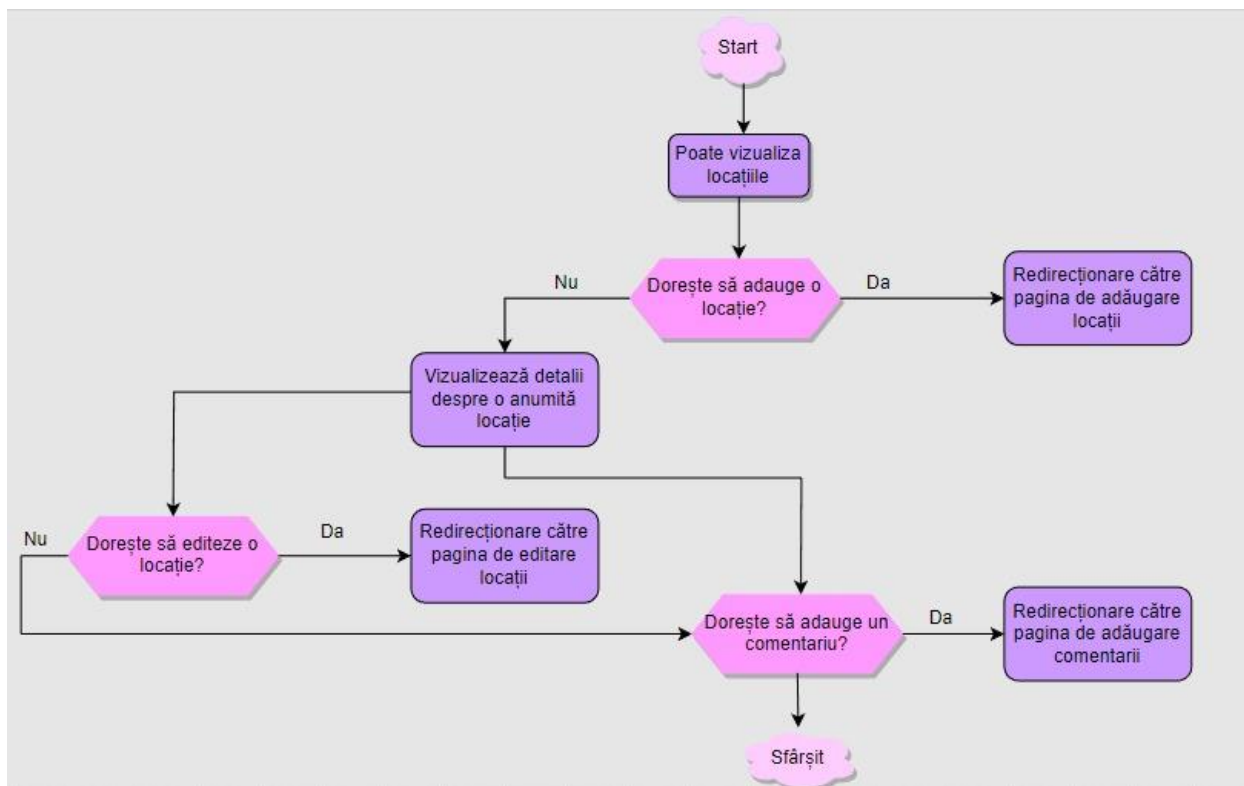 Start
Poate vizualiza
locațiile
Dorește să adauge o
locație?
Nu
Da
Redirecționare către
pagina de adăugare
locații
Vizualizează detalii
despre o anumită
locație
Dorește să editeze o
locație?
Nu
Da
Redirecționare către
pagina de editare
locații
Dorește să adauge un
comentariu?
Da
Redirecționare către
pagina de adăugare
comentarii
Sfârșit